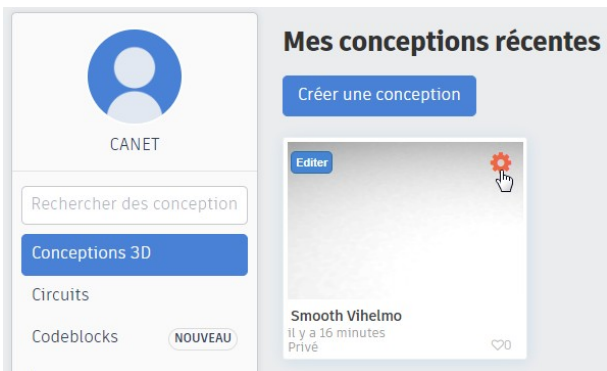 CANET
Rechercher des conception
Conceptions 3D
Circuits
Codeblocks NOUVEAU
Mes conceptions récentes
Créer une conception
Editer
Smooth Vihelmo
il y a 16 minutes
Privé 0